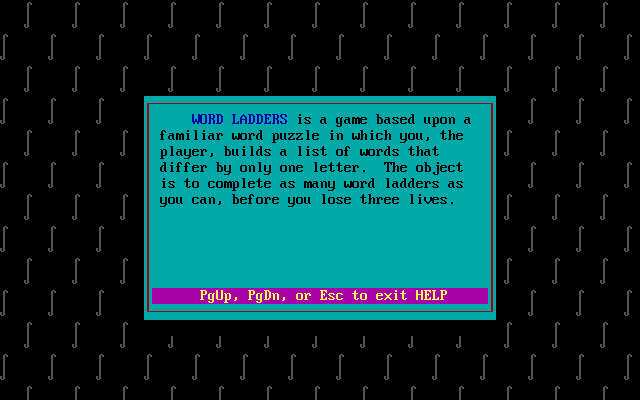 WORD LADDERS is a game based upon a
familiar word puzzle in which you, the
player, builds a list of words that
differ by only one letter.  The object
is to complete as many word ladders as
you can, before you lose three lives.
PgUp, PgDn, or Esc to exit HELP